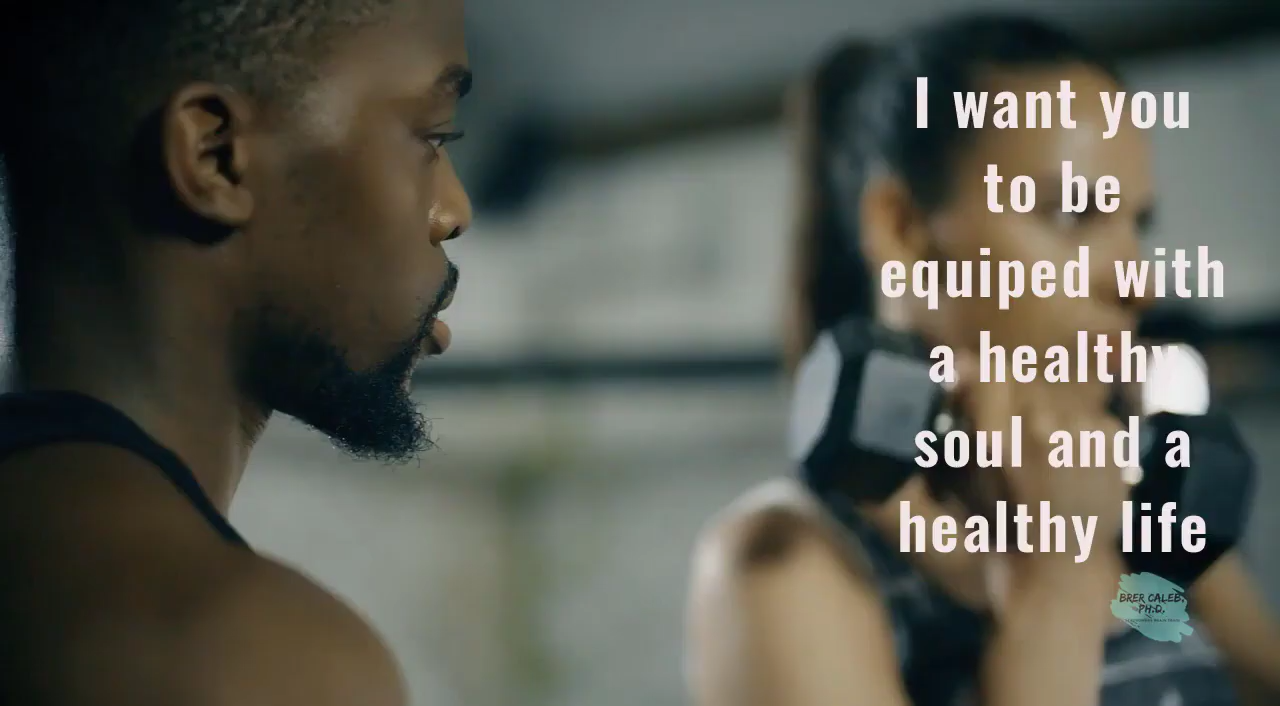 I want you
to be
equiped with
a healthy
soul and a
healthy life
BRER CALEB,
PH.D.